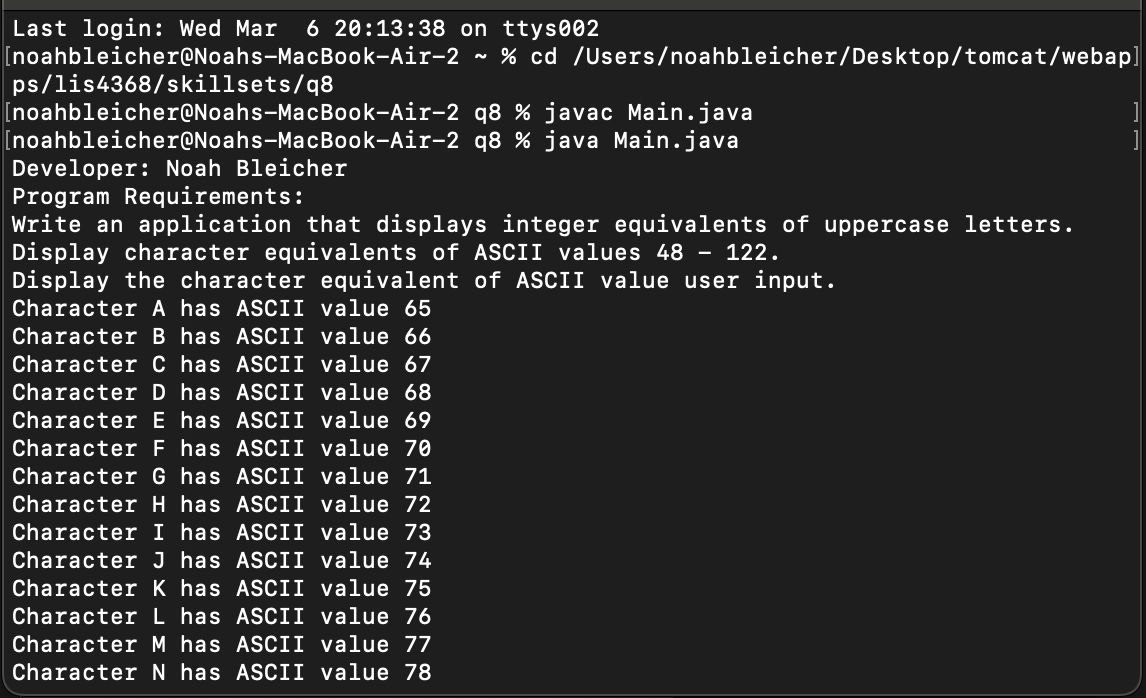 Last login: Wed Mar  6 20:13:38 on ttys002
[noahbleicher@Noahs-MacBook-Air-2 ~ % cd /Users/noahbleicher/Desktop/tomcat/webap]
ps/lis4368/skillsets/q8
[noahbleicher@Noahs-MacBook-Air-2 q8 % javac Main.java ]
[noahbleicher@Noahs-MacBook-Air-2 q8 % java Main.java ]
Developer: Noah Bleicher
Program Requirements:
Write an application that displays integer equivalents of uppercase letters.
Display character equivalents of ASCII values 48 – 122.
Display the character equivalent of ASCII value user input.
Character A has ASCII value 65
Character B has ASCII value 66
Character C has ASCII value 67
Character D has ASCII value 68
Character E has ASCII value 69
Character F has ASCII value 70
Character G has ASCII value 71
Character H has ASCII value 72
Character I has ASCII value 73
Character J has ASCII value 74
Character K has ASCII value 75
Character L has ASCII value 76
Character M has ASCII value 77
Character N has ASCII value 78